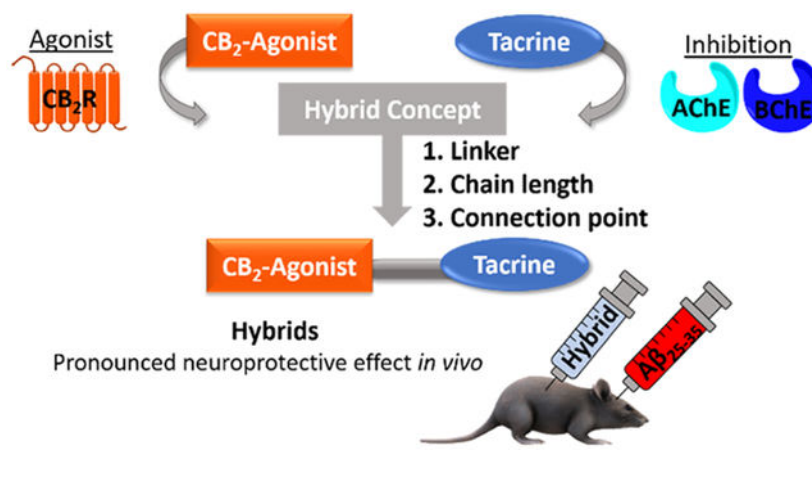 Agonist
CB₂R
CB₂-Agonist
Tacrine
Inhibition
AChE
BChE
Hybrid Concept
1. Linker
2. Chain length
3. Connection point
CB₂-Agonist
Tacrine
Hybrids
Pronounced neuroprotective effect in vivo
Hybrid
Aβ₂₅₋₃₅